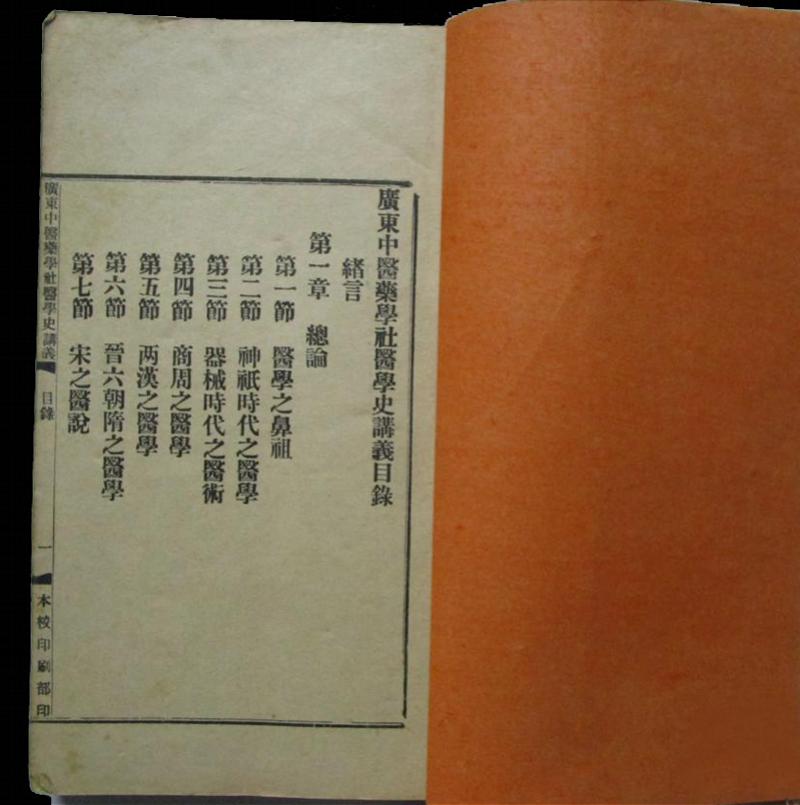 廣東中醫藥學社醫學史講義目錄
緒言
第一章 總論
第一節 醫學之鼻祖
第二節 神祇時代之醫學
第三節 器械時代之醫術
第四節 商周之醫學
第五節 两漢之醫學
第六節 晉六朝隋之醫學
第七節 宋之醫說
廣東中醫藥學社醫學史講義 目錄 一 本校印刷部印